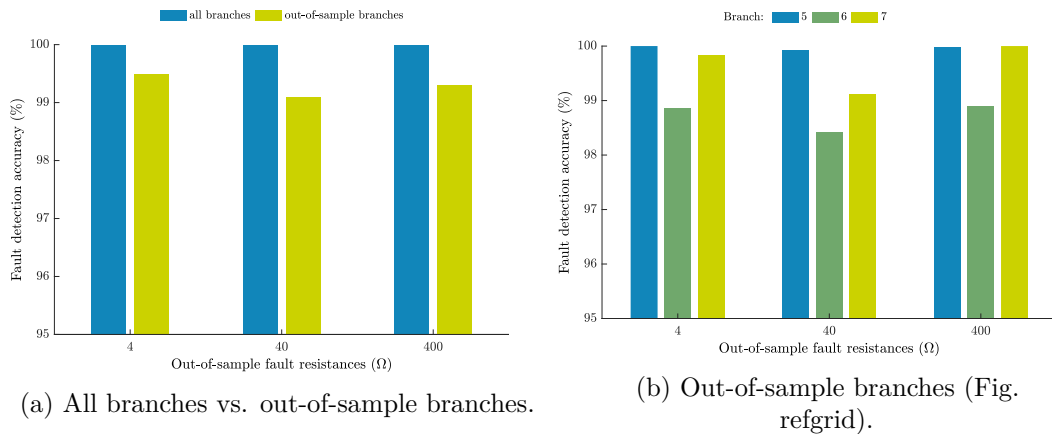 all branches out-of-sample branches
100
99
98
97
96
95
Fault detection accuracy (%)
4 40 400
Out-of-sample fault resistances (Ω)
(a) All branches vs. out-of-sample branches.
Branch: 5 6 7
100
99
98
97
96
95
Fault detection accuracy (%)
4 40 400
Out-of-sample fault resistances (Ω)
(b) Out-of-sample branches (Fig.
refgrid).